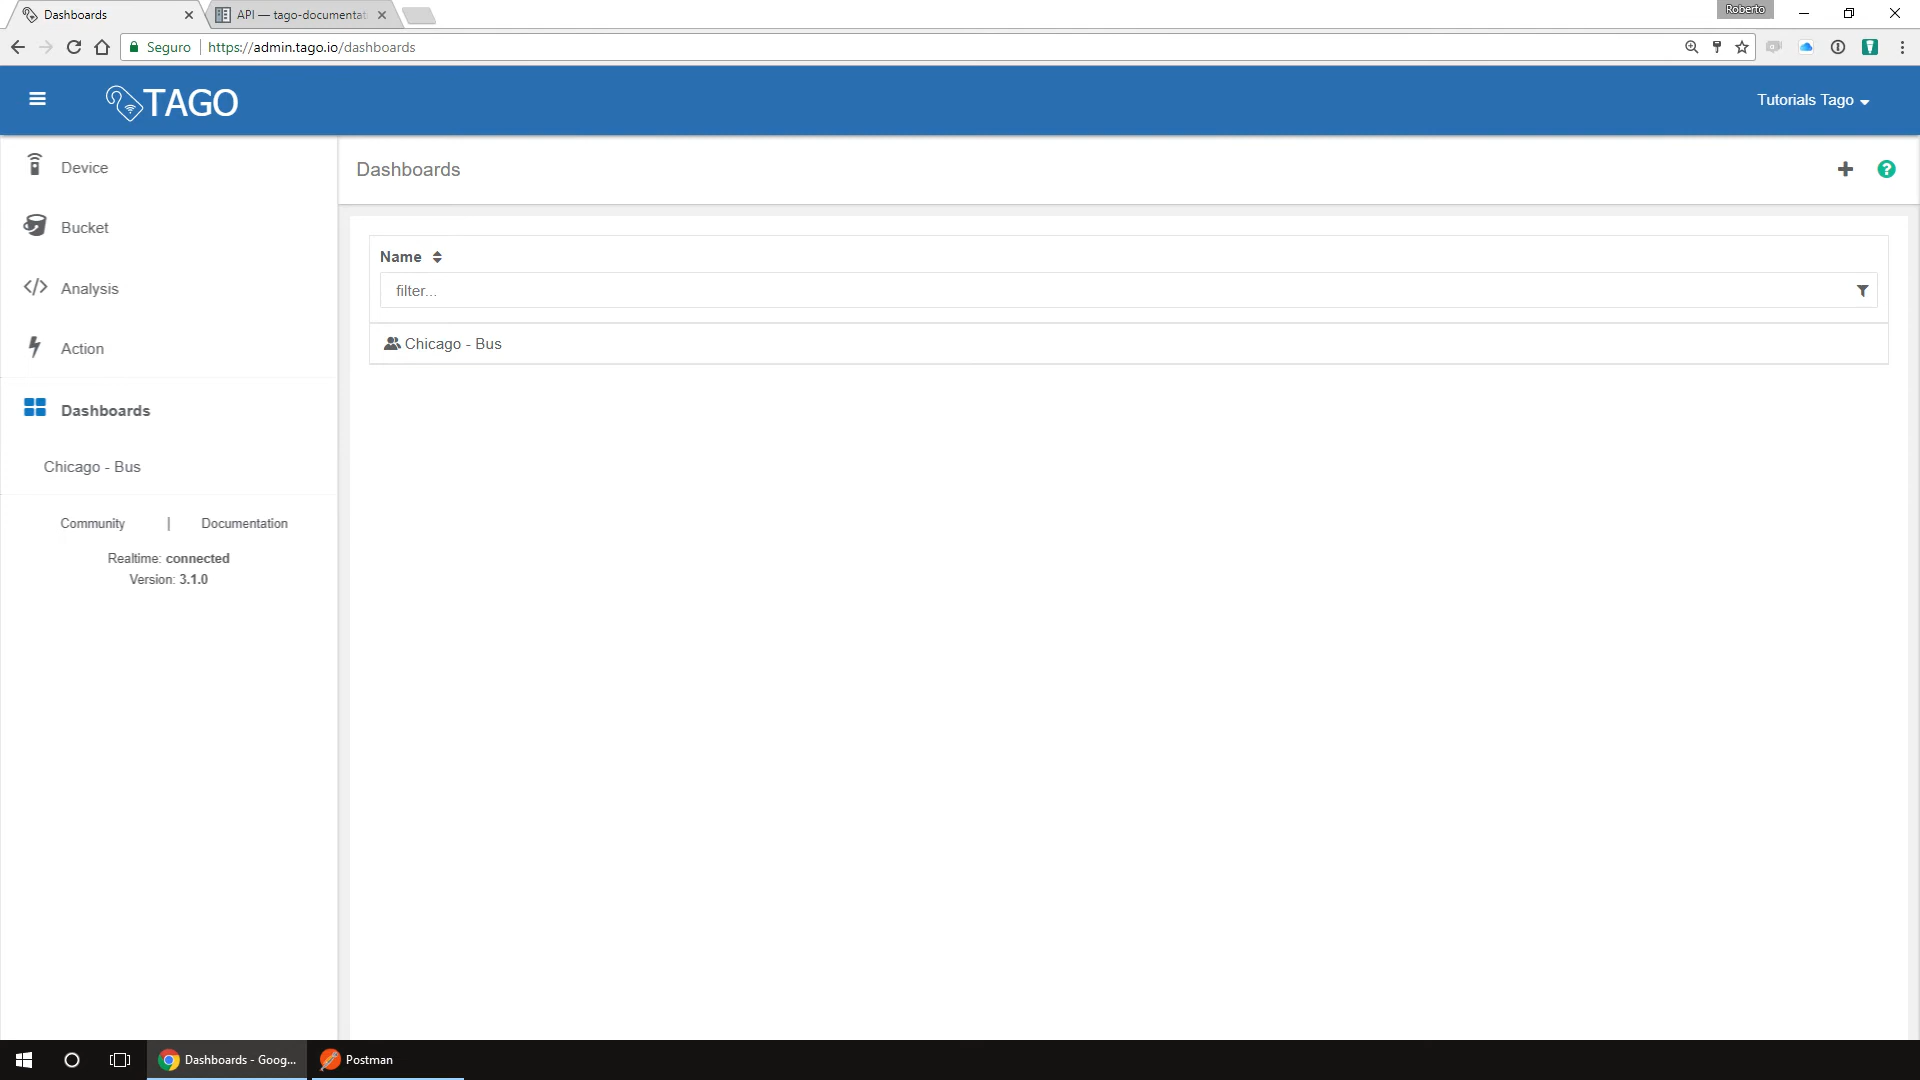 Dashboards
API — tago-documentat
Roberto
Seguro
https://admin.tago.io/dashboards
TAGO
Tutorials Tago
Device
Bucket
Analysis
Action
Dashboards
Chicago - Bus
Community | Documentation
Realtime: connected
Version: 3.1.0
Dashboards
Name
filter...
Chicago - Bus
Dashboards - Goog...
Postman